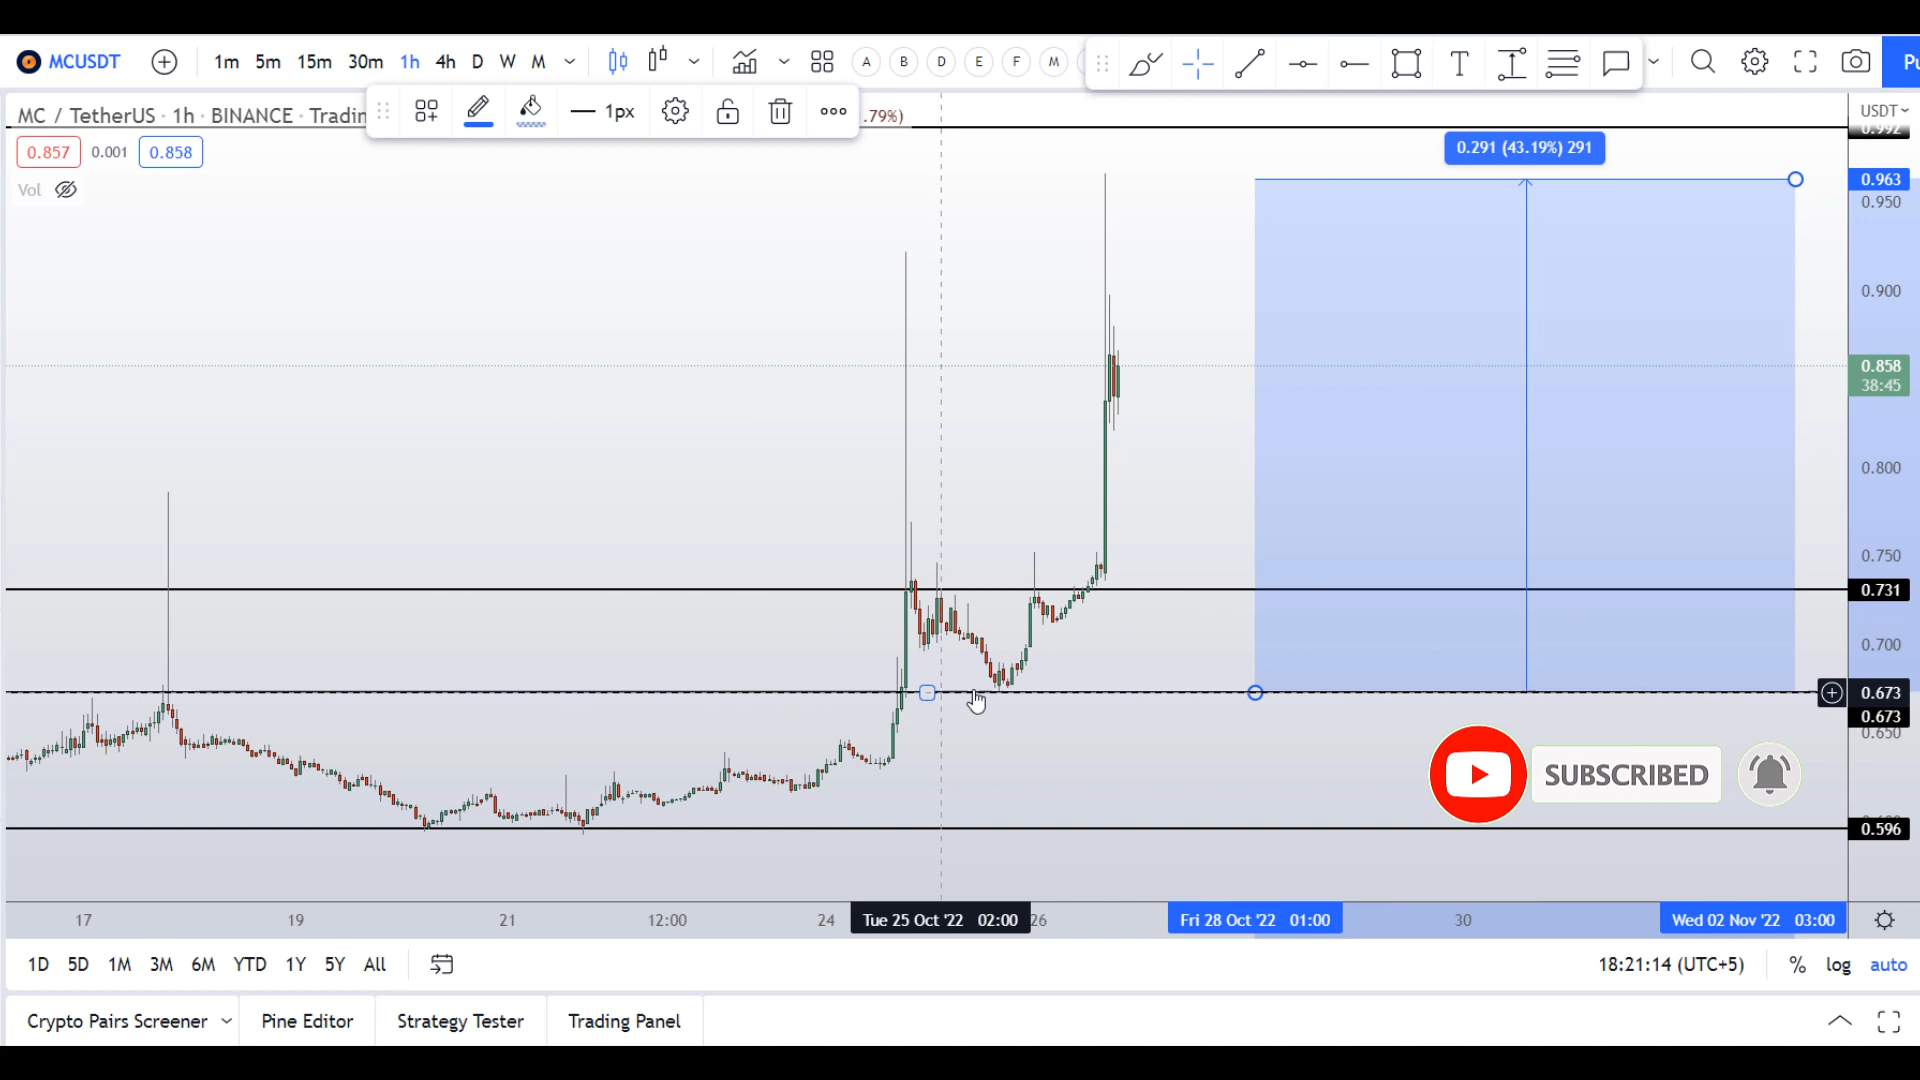 MCUSDT 1m 5m 15m 30m 1h 4h D W M A B D E F M T
1px
MC / TetherUS · 1h · BINANCE · Tradin .79%)
0.857 0.001 0.858
Vol
USDT
0.992
0.291 (43.19%) 291
0.963
0.950
0.900
0.858
38:45
0.800
0.750
0.731
0.700
0.673
0.673
0.650
0.596
17 19 21 12:00 24 Tue 25 Oct '22 02:00 26 Fri 28 Oct '22 01:00 30 Wed 02 Nov '22 03:00
SUBSCRIBED
1D 5D 1M 3M 6M YTD 1Y 5Y All 18:21:14 (UTC+5) % log auto
Crypto Pairs Screener Pine Editor Strategy Tester Trading Panel